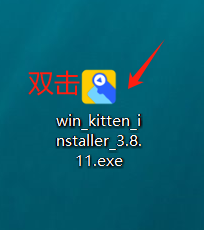 双击
win_kitten_i
nstaller_3.8.
11.exe